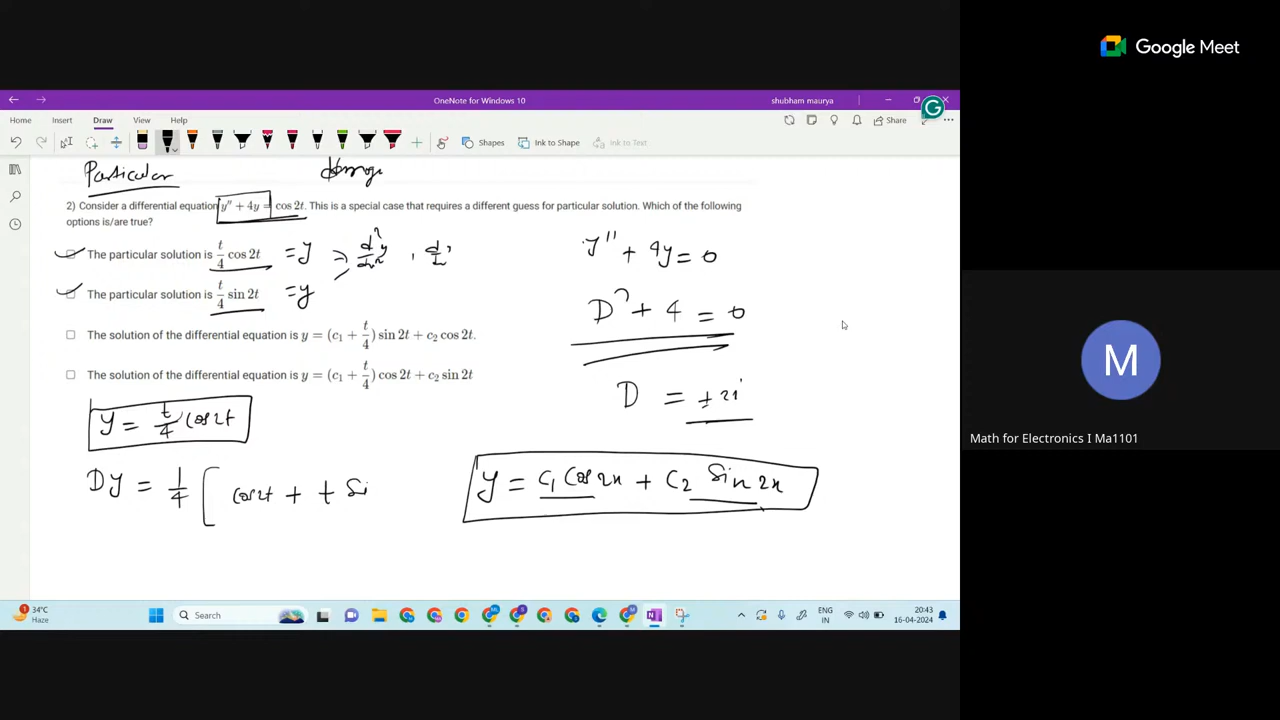 Google Meet
OneNote for Windows 10
shubham maurya
Home Insert Draw View Help
Share
Shapes Ink to Shape Ink to Text
Particular
2) Consider a differential equation y'' + 4y = cos 2t. This is a special case that requires a different guess for particular solution. Which of the following
options is/are true?
The particular solution is t/4 cos 2t = y
The particular solution is t/4 sin 2t = y
The solution of the differential equation is y = (c₁ + t/4) sin 2t + c₂ cos 2t.
The solution of the differential equation is y = (c₁ + t/4) cos 2t + c₂ sin 2t
y'' + 4y = 0
D² + 4 = 0
D = ±2i
y = t/4 cos2t
Dy = 1/4 [ cos2t + t Si
y = C₁ Cos 2x + C₂ Sin 2x
M
Math for Electronics I Ma1101
1
34°C
Haze
Search
ENG
IN
20:43
16-04-2024